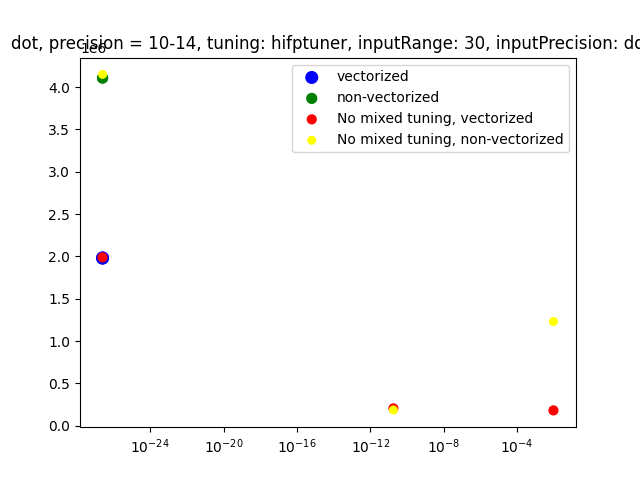 dot, precision = 10-14, tuning: hifptuner, inputRange: 30, inputPrecision: do
1e6
vectorized
non-vectorized
No mixed tuning, vectorized
No mixed tuning, non-vectorized
4.0
3.5
3.0
2.5
2.0
1.5
1.0
0.5
0.0
10⁻²⁴ 10⁻²⁰ 10⁻¹⁶ 10⁻¹² 10⁻⁸ 10⁻⁴